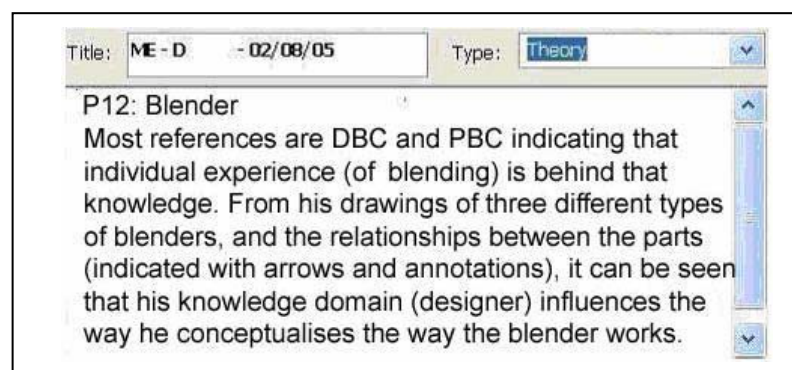 Title: ME - D - 02/08/05 Type: Theory
P12: Blender
Most references are DBC and PBC indicating that
individual experience (of blending) is behind that
knowledge. From his drawings of three different types
of blenders, and the relationships between the parts
(indicated with arrows and annotations), it can be seen
that his knowledge domain (designer) influences the
way he conceptualises the way the blender works.